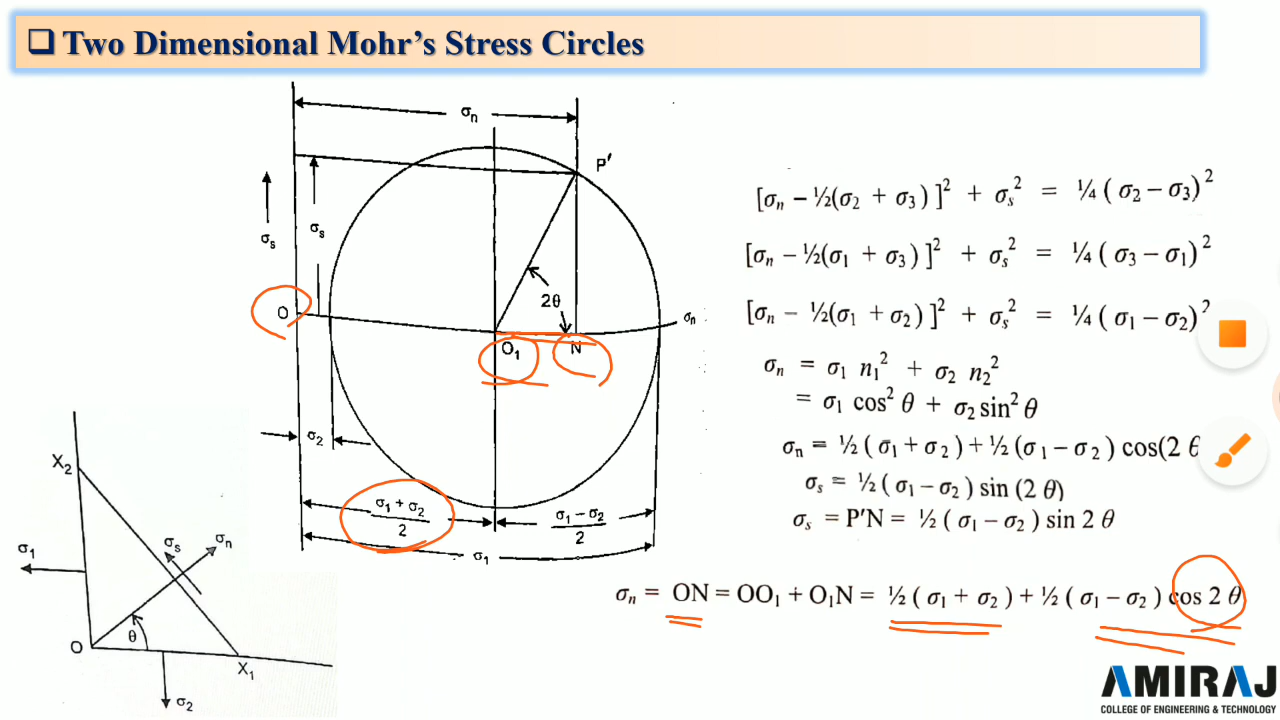 ❑ Two Dimensional Mohr's Stress Circles
σn
P′
σs
σs
2θ
O
σn
O₁
N
σ₂
σ₁ + σ₂
2
σ₁ − σ₂
2
σ₁
[σn − ½(σ₂ + σ₃)]² + σs² = ¼ (σ₂ − σ₃)²
[σn − ½(σ₁ + σ₃)]² + σs² = ¼ (σ₃ − σ₁)²
[σn − ½(σ₁ + σ₂)]² + σs² = ¼ (σ₁ − σ₂)²
σn = σ₁ n₁² + σ₂ n₂²
= σ₁ cos² θ + σ₂ sin² θ
σn = ½ (σ₁ + σ₂) + ½ (σ₁ − σ₂) cos(2 θ
σs = ½ (σ₁ − σ₂) sin (2 θ)
σs = P′N = ½ (σ₁ − σ₂) sin 2 θ
σn = ON = OO₁ + O₁N = ½ (σ₁ + σ₂) + ½ (σ₁ − σ₂) cos 2 θ
X₂
σ₁
σs
σn
θ
O
X₁
σ₂
AMIRAJ
COLLEGE OF ENGINEERING & TECHNOLOGY